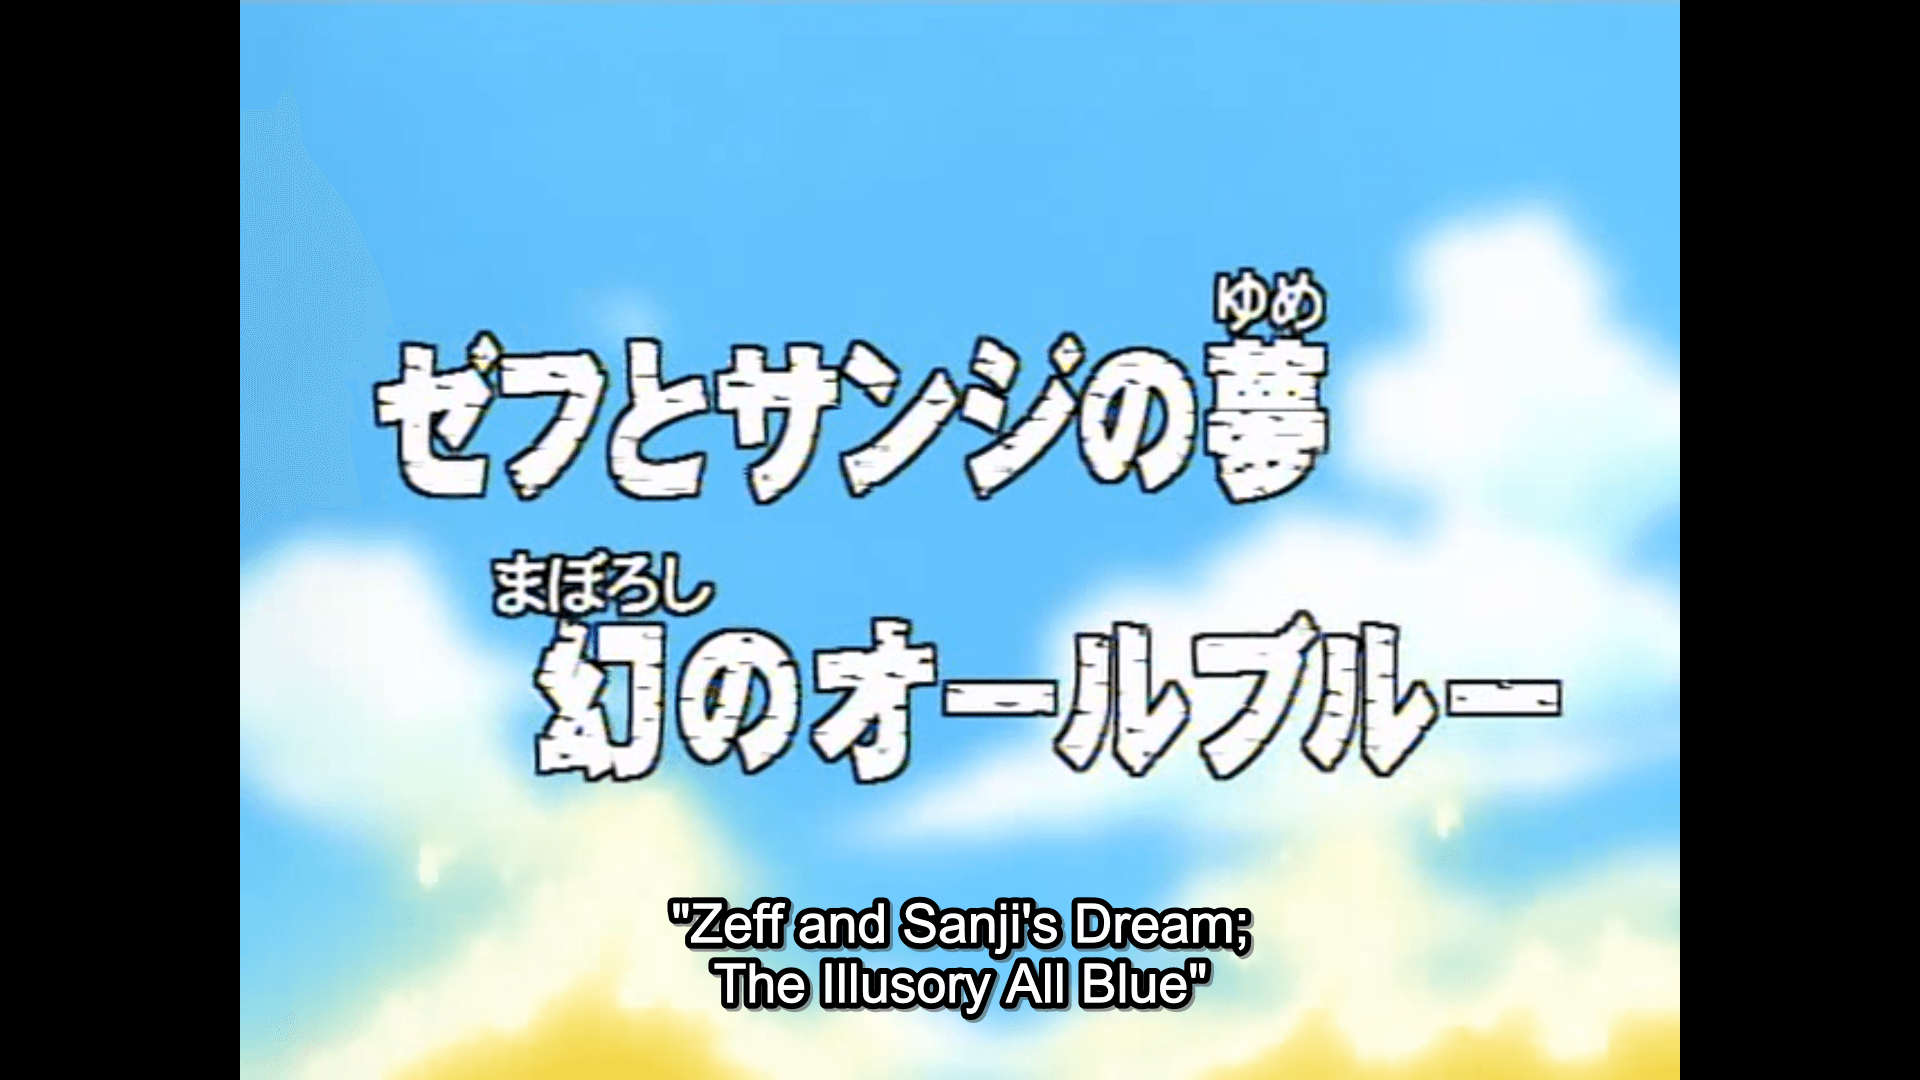 ゆめ
ゼフとサンジの夢
まぼろし
幻のオールブルー
"Zeff and Sanji's Dream;
The Illusory All Blue"